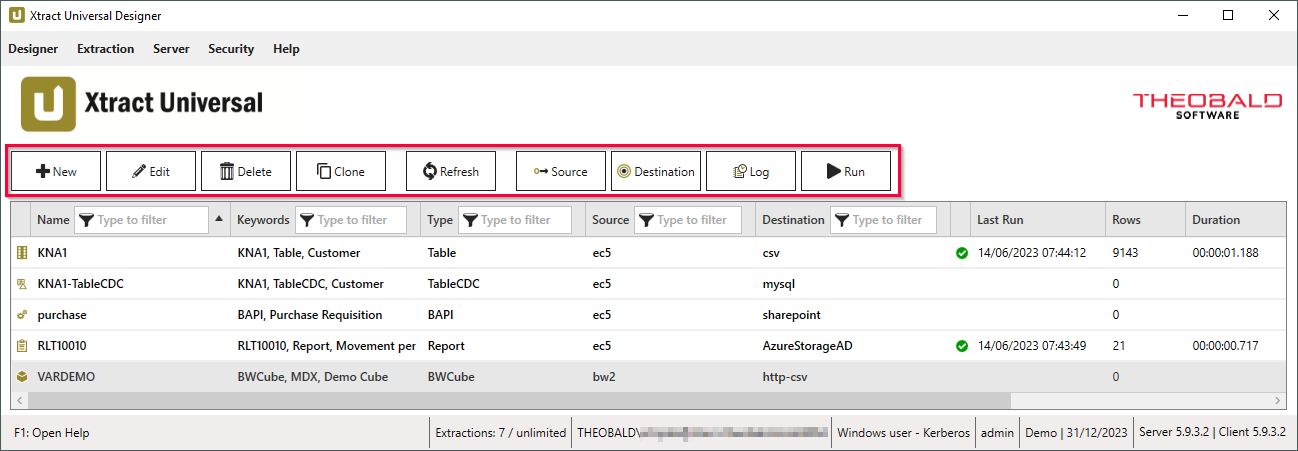 Xtract Universal Designer
Designer Extraction Server Security Help
Xtract Universal
THEOBALD
SOFTWARE
New Edit Delete Clone Refresh Source Destination Log Run
Name Type to filter Keywords Type to filter Type Type to filter Source Type to filter Destination Type to filter Last Run Rows Duration
KNA1 KNA1, Table, Customer Table ec5 csv 14/06/2023 07:44:12 9143 00:00:01.188
KNA1-TableCDC KNA1, TableCDC, Customer TableCDC ec5 mysql 0
purchase BAPI, Purchase Requisition BAPI ec5 sharepoint 0
RLT10010 RLT10010, Report, Movement per Report ec5 AzureStorageAD 14/06/2023 07:43:49 21 00:00:00.717
VARDEMO BWCube, MDX, Demo Cube BWCube bw2 http-csv 0
F1: Open Help Extractions: 7 / unlimited THEOBALD\ Windows user - Kerberos admin Demo | 31/12/2023 Server 5.9.3.2 | Client 5.9.3.2